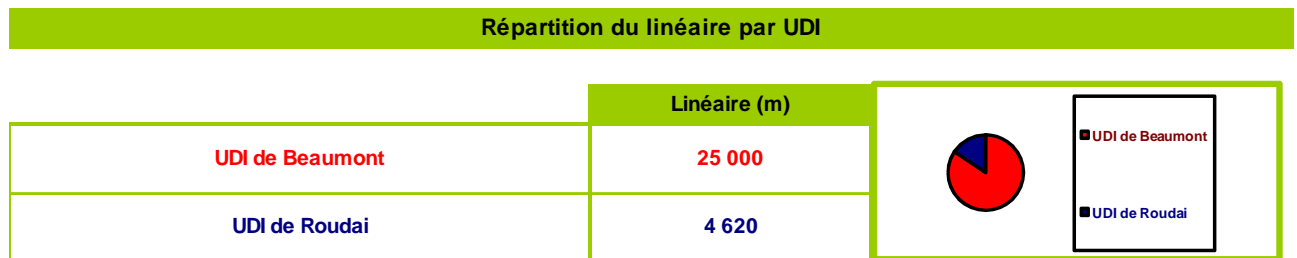 Répartition du linéaire par UDI
Linéaire (m)
UDI de Beaumont 25 000
UDI de Roudai 4 620
UDI de Beaumont
UDI de Roudai